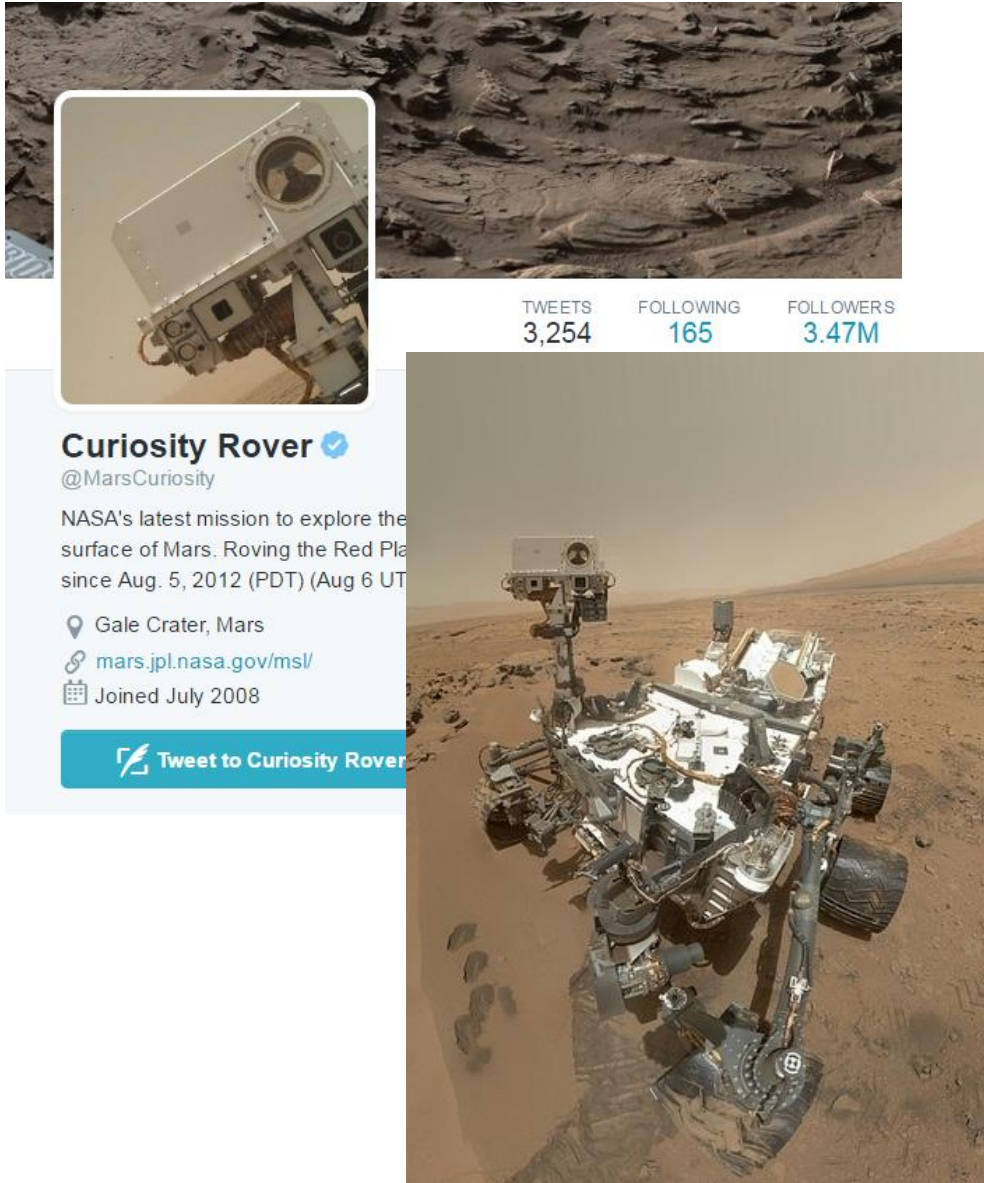 TWEETS FOLLOWING FOLLOWERS
3,254 165 3.47M
Curiosity Rover
@MarsCuriosity
NASA's latest mission to explore the
surface of Mars. Roving the Red
since Aug. 5, 2012 (PDT) (Aug 6
Gale Crater, Mars
mars.jpl.nasa.gov/msl/
Joined July 2008
Tweet to Curiosity Rover